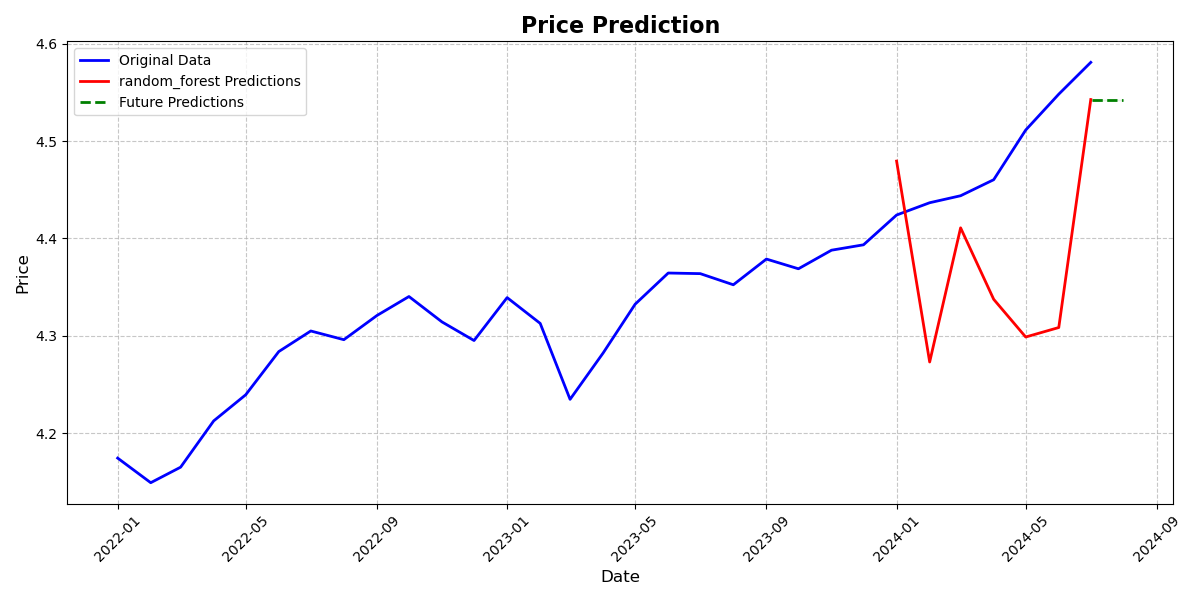 Price Prediction
Original Data
random_forest Predictions
Future Predictions
Price
4.6
4.5
4.4
4.3
4.2
2022-01
2022-05
2022-09
2023-01
2023-05
2023-09
2024-01
2024-05
2024-09
Date